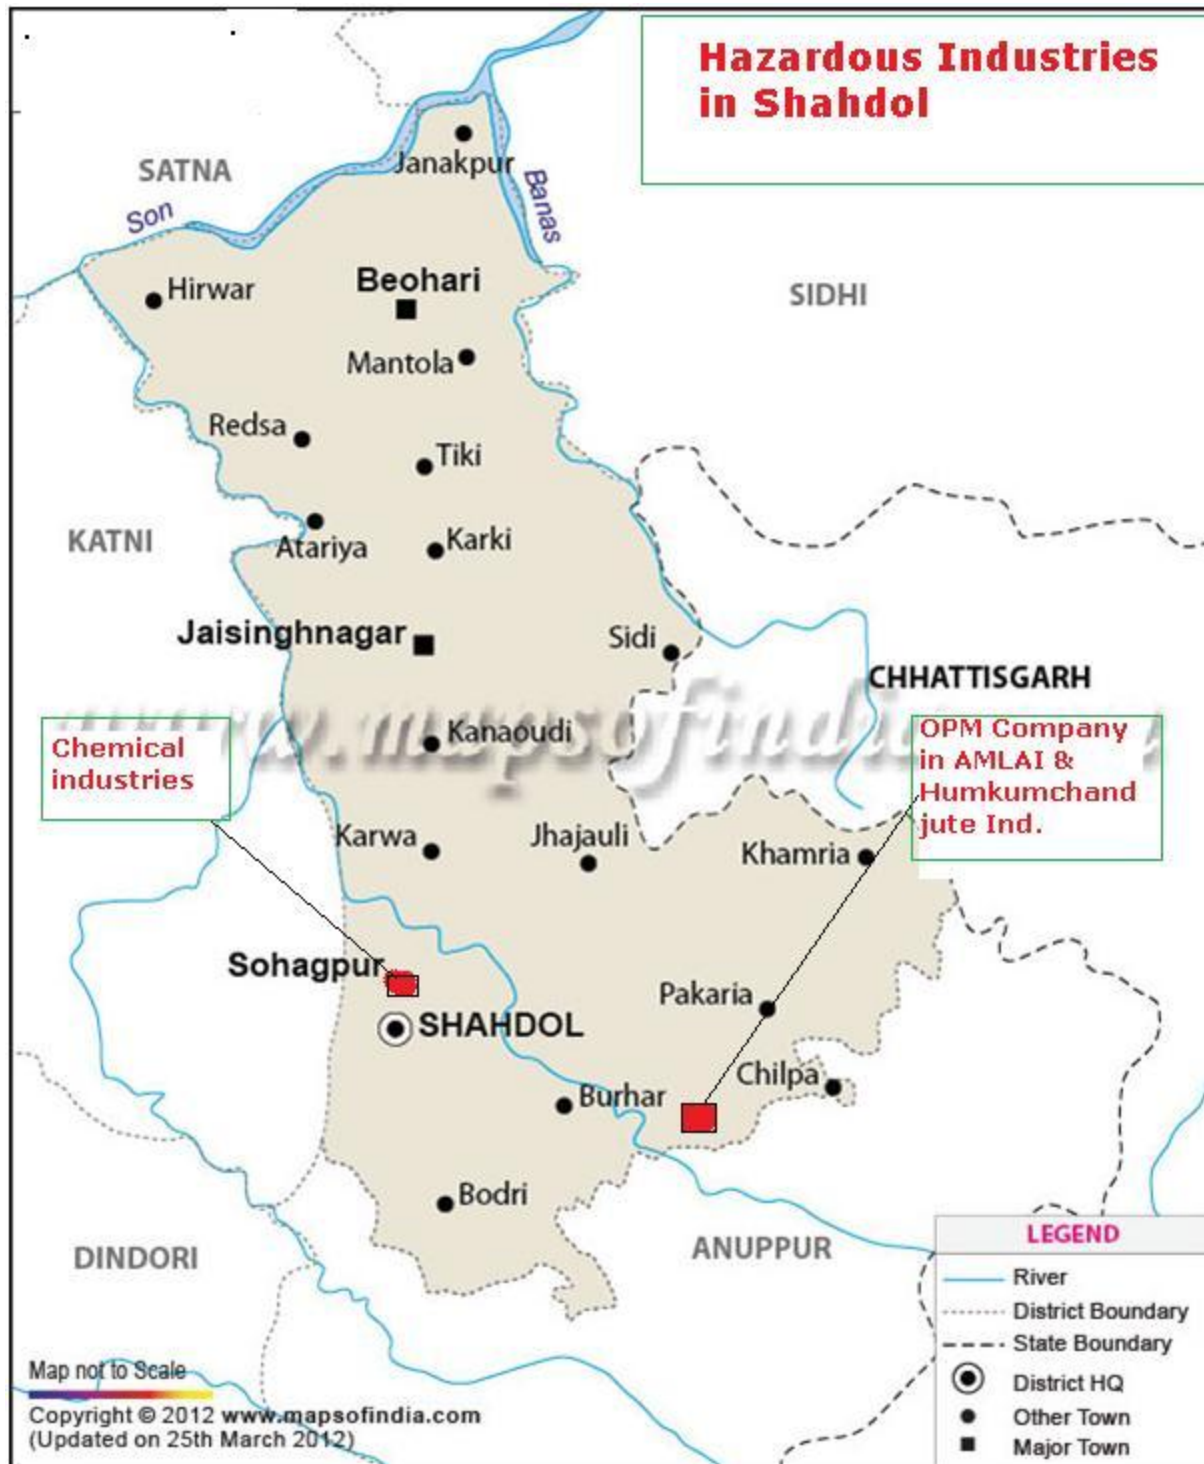 Hazardous Industries
in Shahdol
Janakpur
SATNA
Son
Banas
Hirwar
Beohari
SIDHI
Mantola
Redsa
Tiki
KATNI
Atariya
Karki
Jaisinghnagar
Sidi
CHHATTISGARH
www.mapsofindia
Kanaoudi
Chemical
industries
OPM Company
in AMLAI &
Humkumchand
jute Ind.
Karwa
Jhajauli
Khamria
Sohagpur
Pakaria
SHAHDOL
Chilpa
Burhar
Bodri
DINDORI
ANUPPUR
LEGEND
River
District Boundary
State Boundary
District HQ
Other Town
Major Town
Map not to Scale
Copyright © 2012 www.mapsofindia.com
(Updated on 25th March 2012)